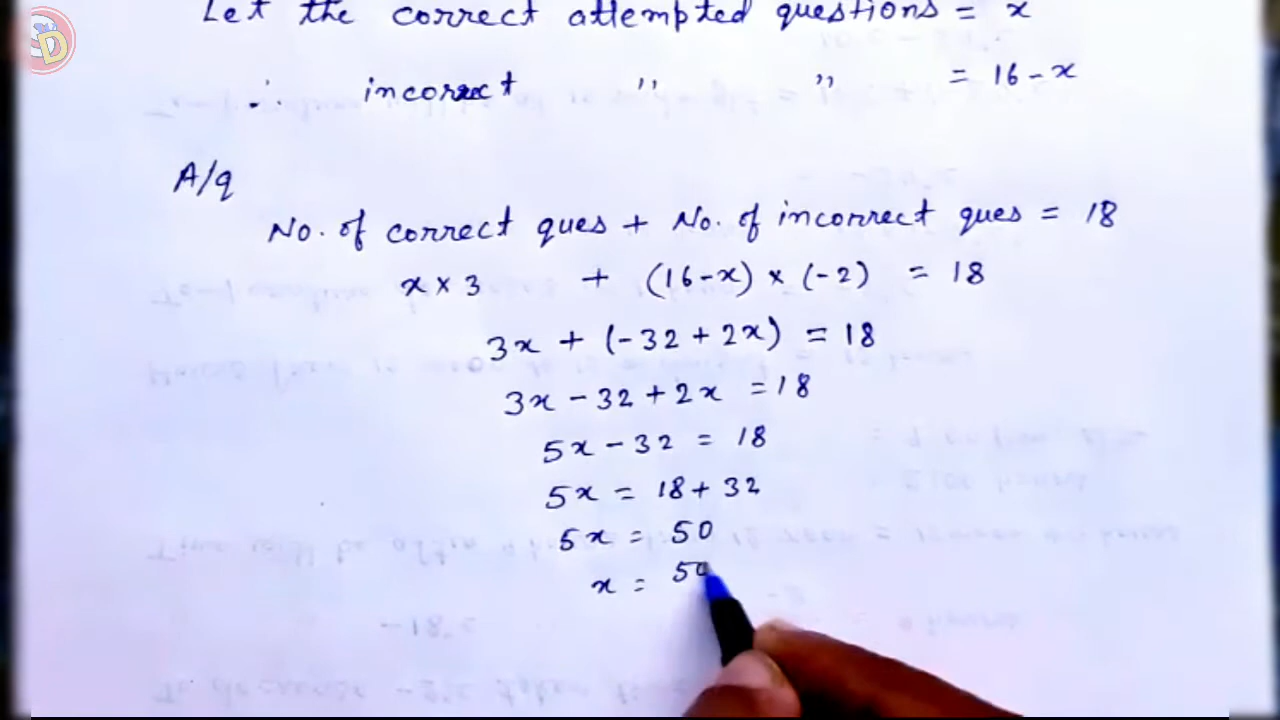 Let the correct attempted questions = x
∴ incorrect " " = 16 - x
A/q
No. of correct ques + No. of incorrect ques = 18
x × 3 + (16-x) × (-2) = 18
3x + (-32 + 2x) = 18
3x - 32 + 2x = 18
5x - 32 = 18
5x = 18 + 32
5x = 50
x = 50